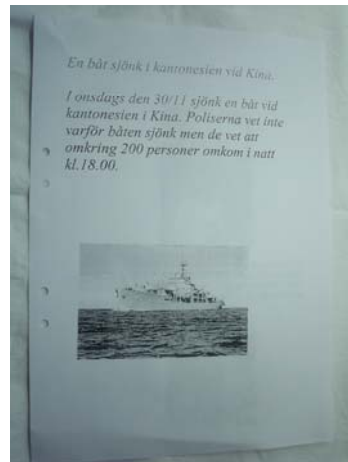 En båt sjönk i kantonesien vid Kina.
I onsdags den 30/11 sjönk en båt vid
kantonesien i Kina. Poliserna vet inte
varför båten sjönk men de vet att
omkring 200 personer omkom i natt
kl.18.00.